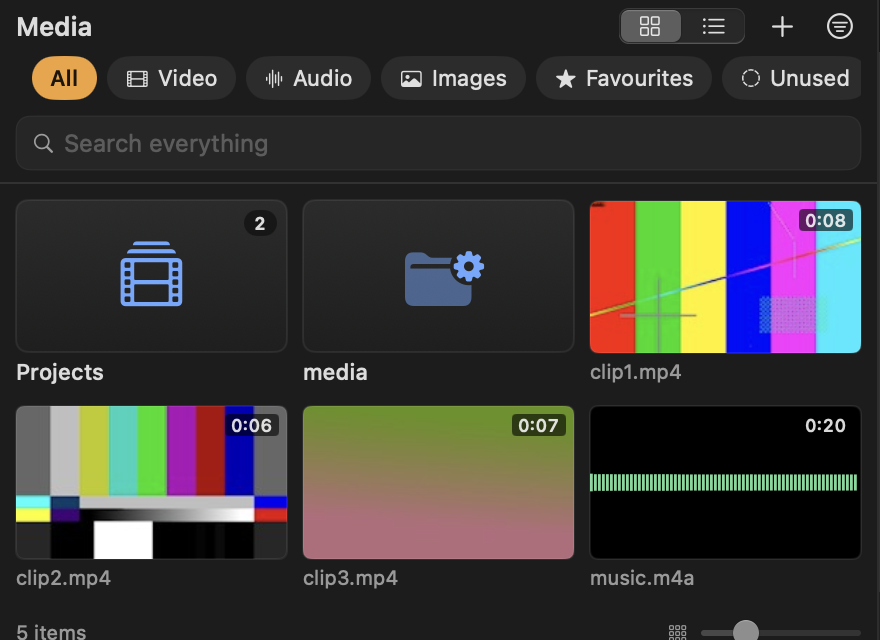 Media
All Video Audio Images Favourites Unused
Search everything
2
0:08
Projects media clip1.mp4
0:06 0:07 0:20
clip2.mp4 clip3.mp4 music.m4a
5 items